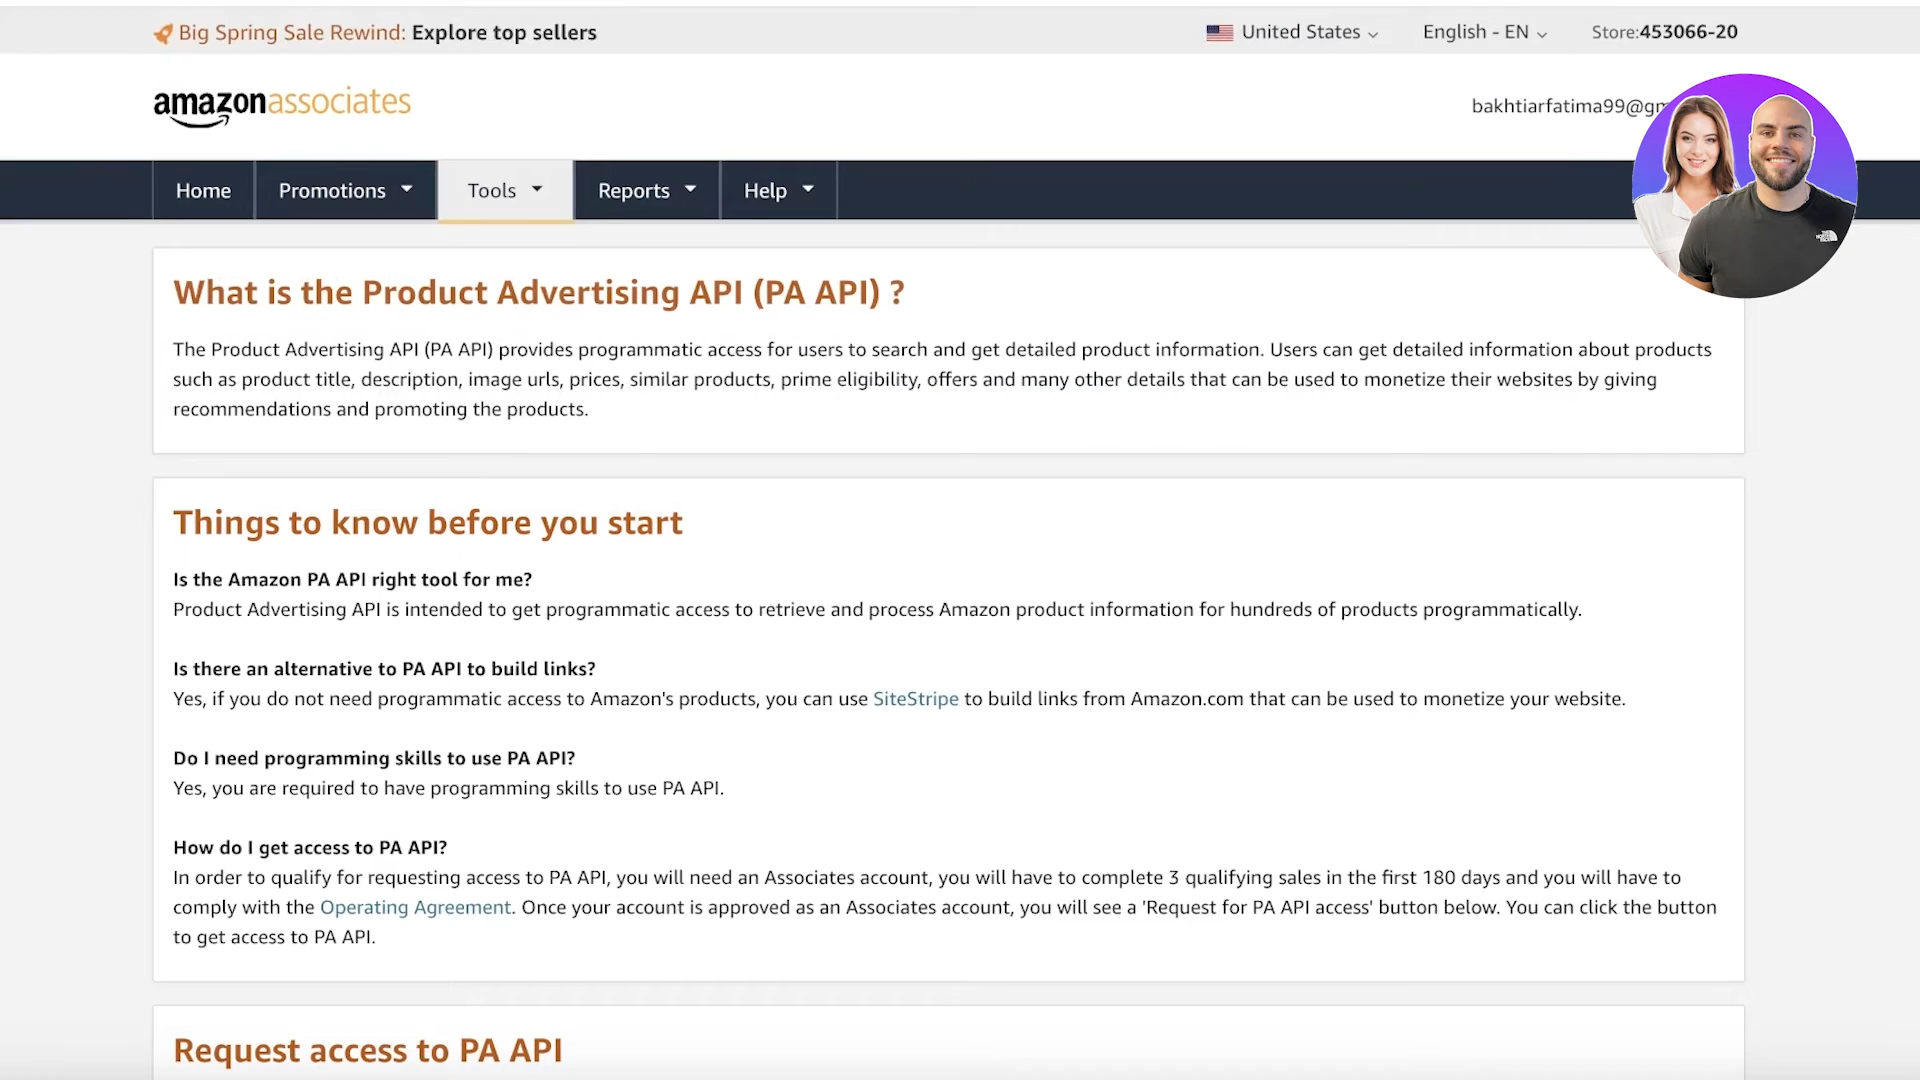 Big Spring Sale Rewind: Explore top sellers
United States
English - EN
Store:453066-20
amazonassociates
bakhtiarfatima99@gm
Home
Promotions
Tools
Reports
Help
THE NORTH FACE
What is the Product Advertising API (PA API) ?
The Product Advertising API (PA API) provides programmatic access for users to search and get detailed product information. Users can get detailed information about products
such as product title, description, image urls, prices, similar products, prime eligibility, offers and many other details that can be used to monetize their websites by giving
recommendations and promoting the products.
Things to know before you start
Is the Amazon PA API right tool for me?
Product Advertising API is intended to get programmatic access to retrieve and process Amazon product information for hundreds of products programmatically.
Is there an alternative to PA API to build links?
Yes, if you do not need programmatic access to Amazon's products, you can use SiteStripe to build links from Amazon.com that can be used to monetize your website.
Do I need programming skills to use PA API?
Yes, you are required to have programming skills to use PA API.
How do I get access to PA API?
In order to qualify for requesting access to PA API, you will need an Associates account, you will have to complete 3 qualifying sales in the first 180 days and you will have to
comply with the Operating Agreement. Once your account is approved as an Associates account, you will see a 'Request for PA API access' button below. You can click the button
to get access to PA API.
Request access to PA API